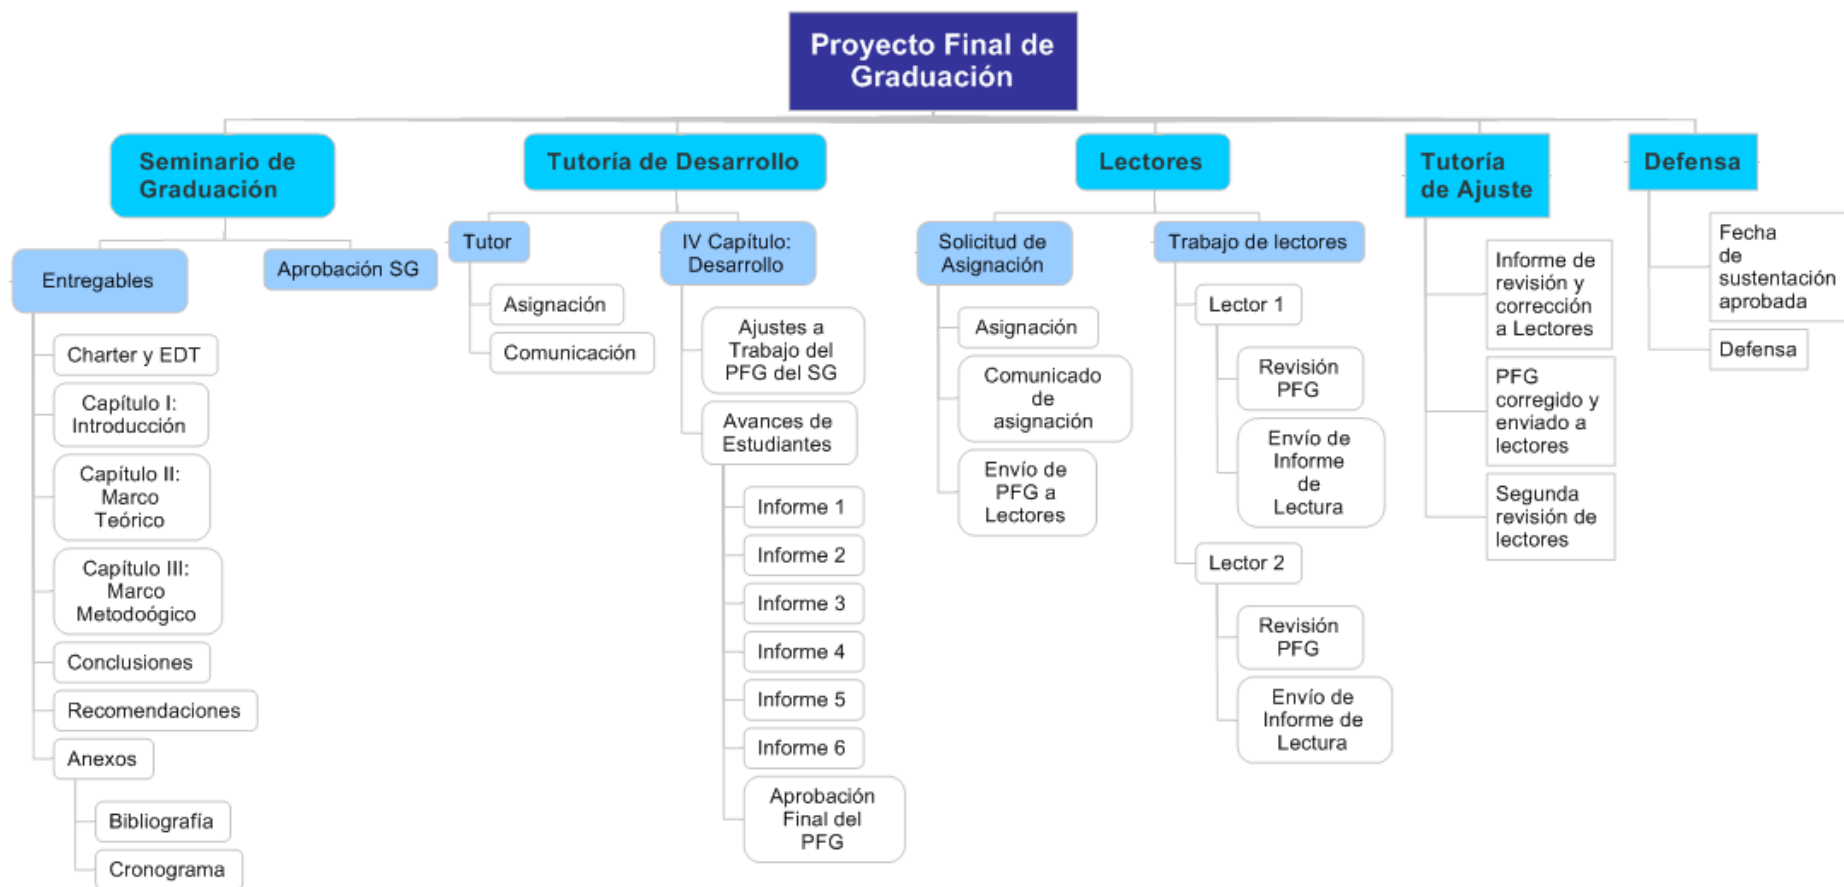 Proyecto Final de
Graduación
Seminario de
Graduación
Tutoría de Desarrollo
Lectores
Tutoría
de Ajuste
Defensa
Entregables
Aprobación SG
Charter y EDT
Capítulo I:
Introducción
Capítulo II:
Marco
Teórico
Capítulo III:
Marco
Metodoógico
Conclusiones
Recomendaciones
Anexos
Bibliografía
Cronograma
Tutor
Asignación
Comunicación
IV Capítulo:
Desarrollo
Ajustes a
Trabajo del
PFG del SG
Avances de
Estudiantes
Informe 1
Informe 2
Informe 3
Informe 4
Informe 5
Informe 6
Aprobación
Final del
PFG
Solicitud de
Asignación
Asignación
Comunicado
de
asignación
Envío de
PFG a
Lectores
Trabajo de lectores
Lector 1
Revisión
PFG
Envío de
Informe
de
Lectura
Lector 2
Revisión
PFG
Envío de
Informe de
Lectura
Informe de
revisión y
corrección
a Lectores
PFG
corregido y
enviado a
lectores
Segunda
revisión de
lectores
Fecha
de
sustentación
aprobada
Defensa